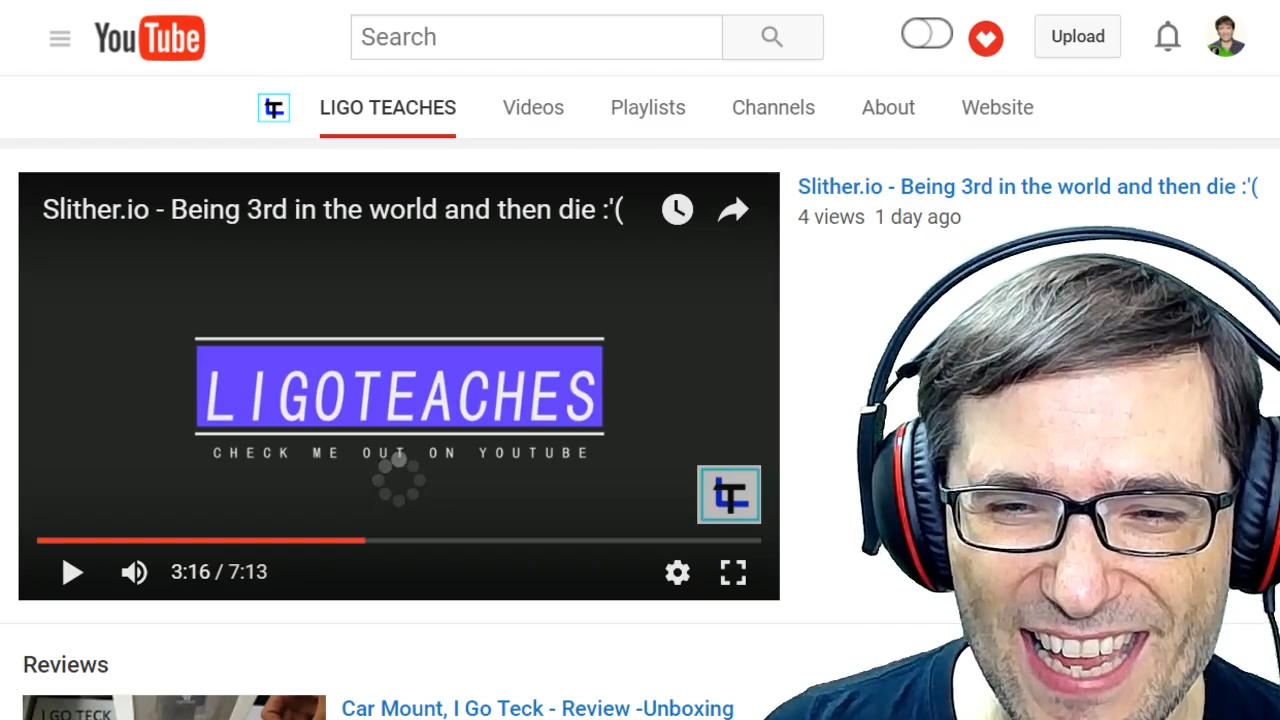 YouTube
Search
Upload
LIGO TEACHES
Videos
Playlists
Channels
About
Website
Slither.io - Being 3rd in the world and then die :'(
LIGOTEACHES
CHECK ME OUT ON YOUTUBE
3:16 / 7:13
Slither.io - Being 3rd in the world and then die :'(
4 views 1 day ago
Reviews
I GO TECK
Car Mount, I Go Teck - Review -Unboxing